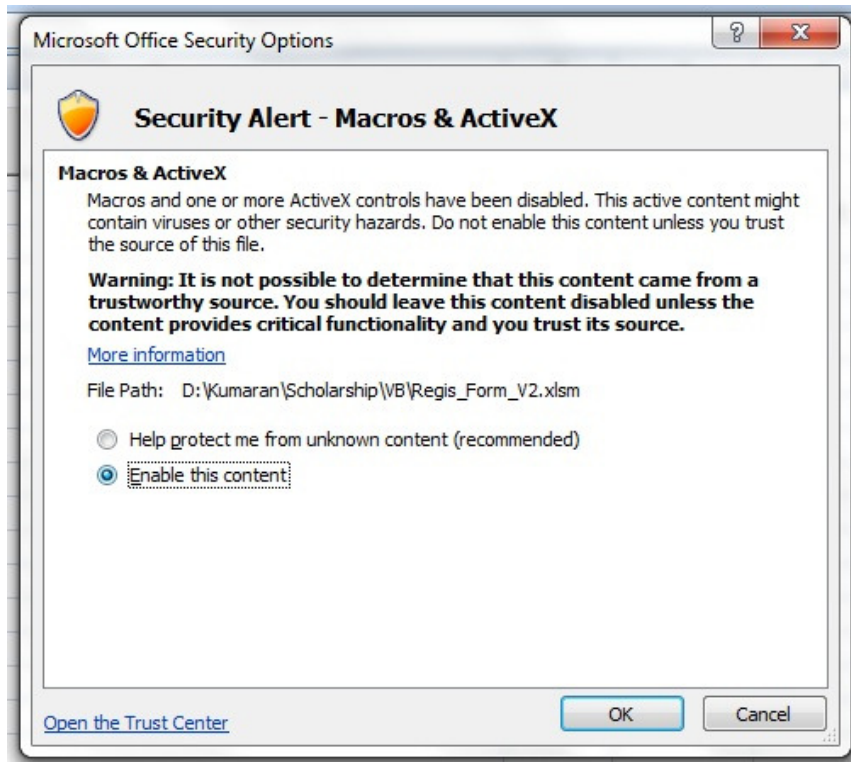 Microsoft Office Security Options
Security Alert - Macros & ActiveX
Macros & ActiveX
Macros and one or more ActiveX controls have been disabled. This active content might
contain viruses or other security hazards. Do not enable this content unless you trust
the source of this file.
Warning: It is not possible to determine that this content came from a
trustworthy source. You should leave this content disabled unless the
content provides critical functionality and you trust its source.
More information
File Path: D:\Kumaran\Scholarship\VB\Regis_Form_V2.xlsm
Help protect me from unknown content (recommended)
Enable this content
Open the Trust Center
OK
Cancel